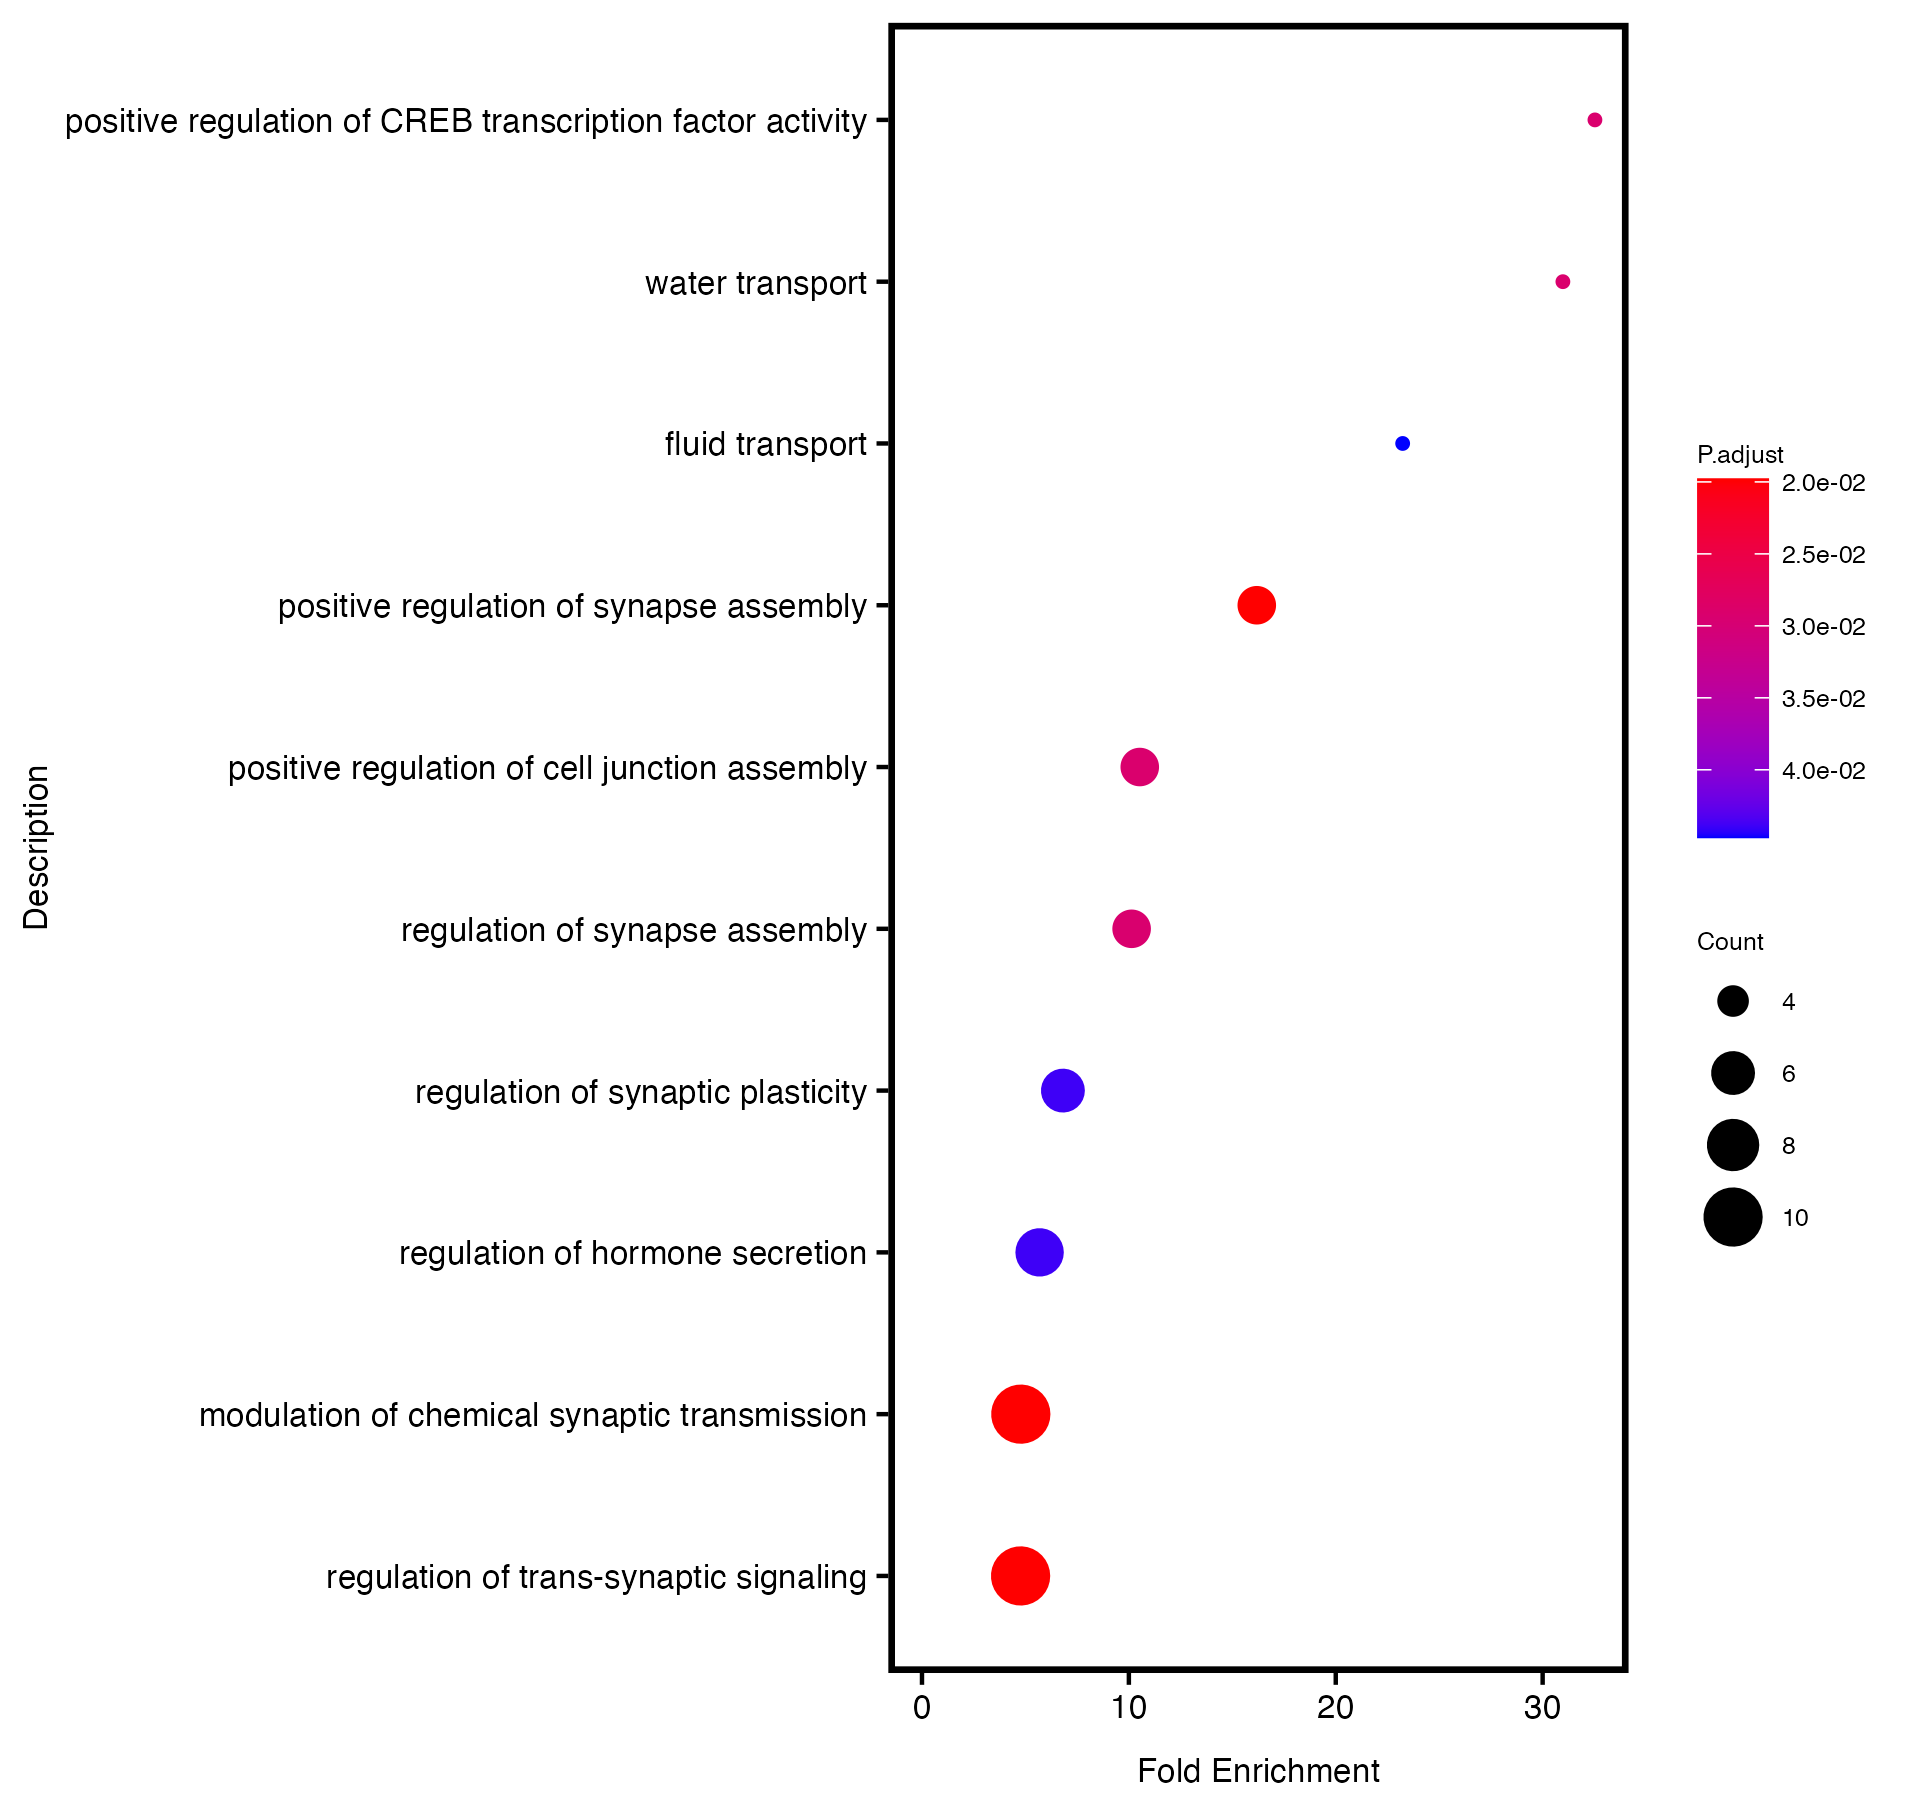 positive regulation of CREB transcription factor activity
water transport
fluid transport
positive regulation of synapse assembly
positive regulation of cell junction assembly
regulation of synapse assembly
regulation of synaptic plasticity
regulation of hormone secretion
modulation of chemical synaptic transmission
regulation of trans-synaptic signaling
Description
0 10 20 30
Fold Enrichment
P.adjust
2.0e-02
2.5e-02
3.0e-02
3.5e-02
4.0e-02
Count
4
6
8
10